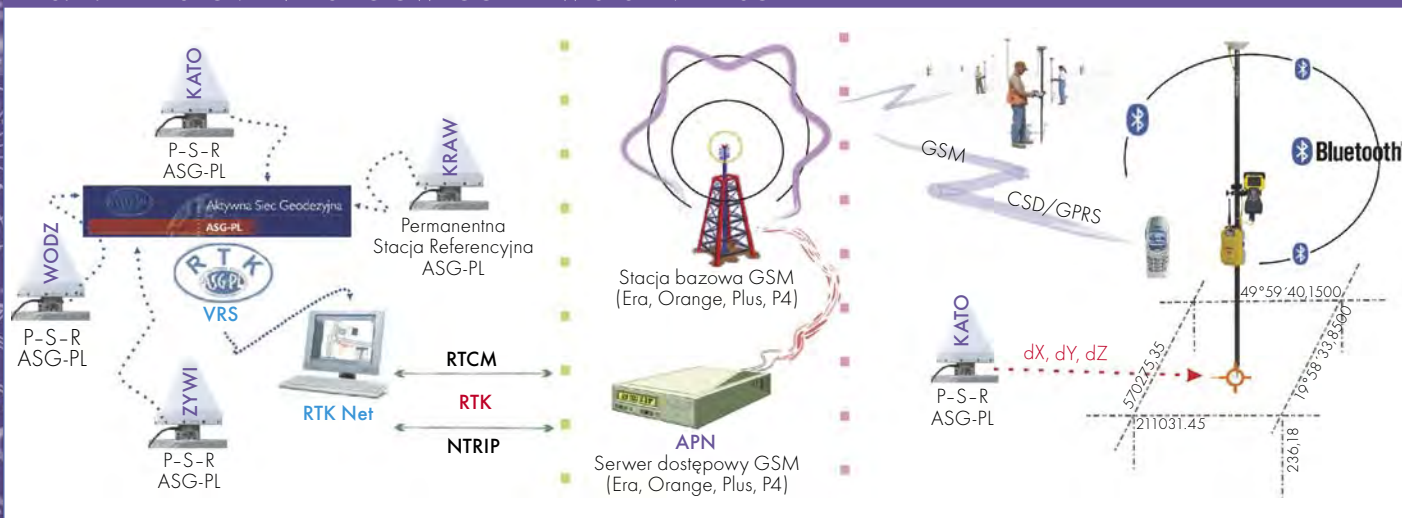 KATO
P-S-R
ASG-PL
KRAW
Permanentna
Stacja Referencyjna
ASG-PL
Aktywna Siec Geodezyjna
ASG-PL
WODZ
P-S-R
ASG-PL
RTK
ASG-PL
VRS
ZYWI
P-S-R
ASG-PL
RTK Net
RTCM
RTK
NTRIP
Stacja bazowa GSM
(Era, Orange, Plus, P4)
APN
Serwer dostępowy GSM
(Era, Orange, Plus, P4)
GSM
CSD/GPRS
Bluetooth
KATO
P-S-R
ASG-PL
dX, dY, dZ
49°59´40,1500
570275,35
19°58´33,8500
211031.45
236,18